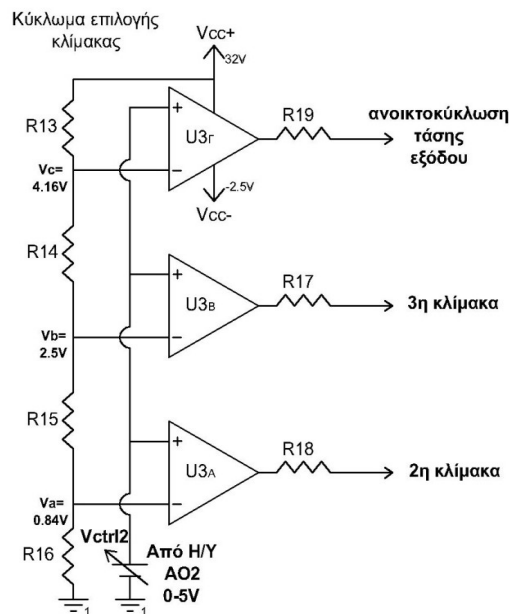 Κύκλωμα επιλογής
κλίμακας
Vcc+
32V
R13
U3Γ
R19
ανοικτοκύκλωση
τάσης
εξόδου
Vc=
4.16V
-2.5V
Vcc-
R14
U3B
R17
3η κλίμακα
Vb=
2.5V
R15
U3A
R18
2η κλίμακα
Va=
0.84V
Vctrl2
Από Η/Υ
AO2
0-5V
R16
1
1